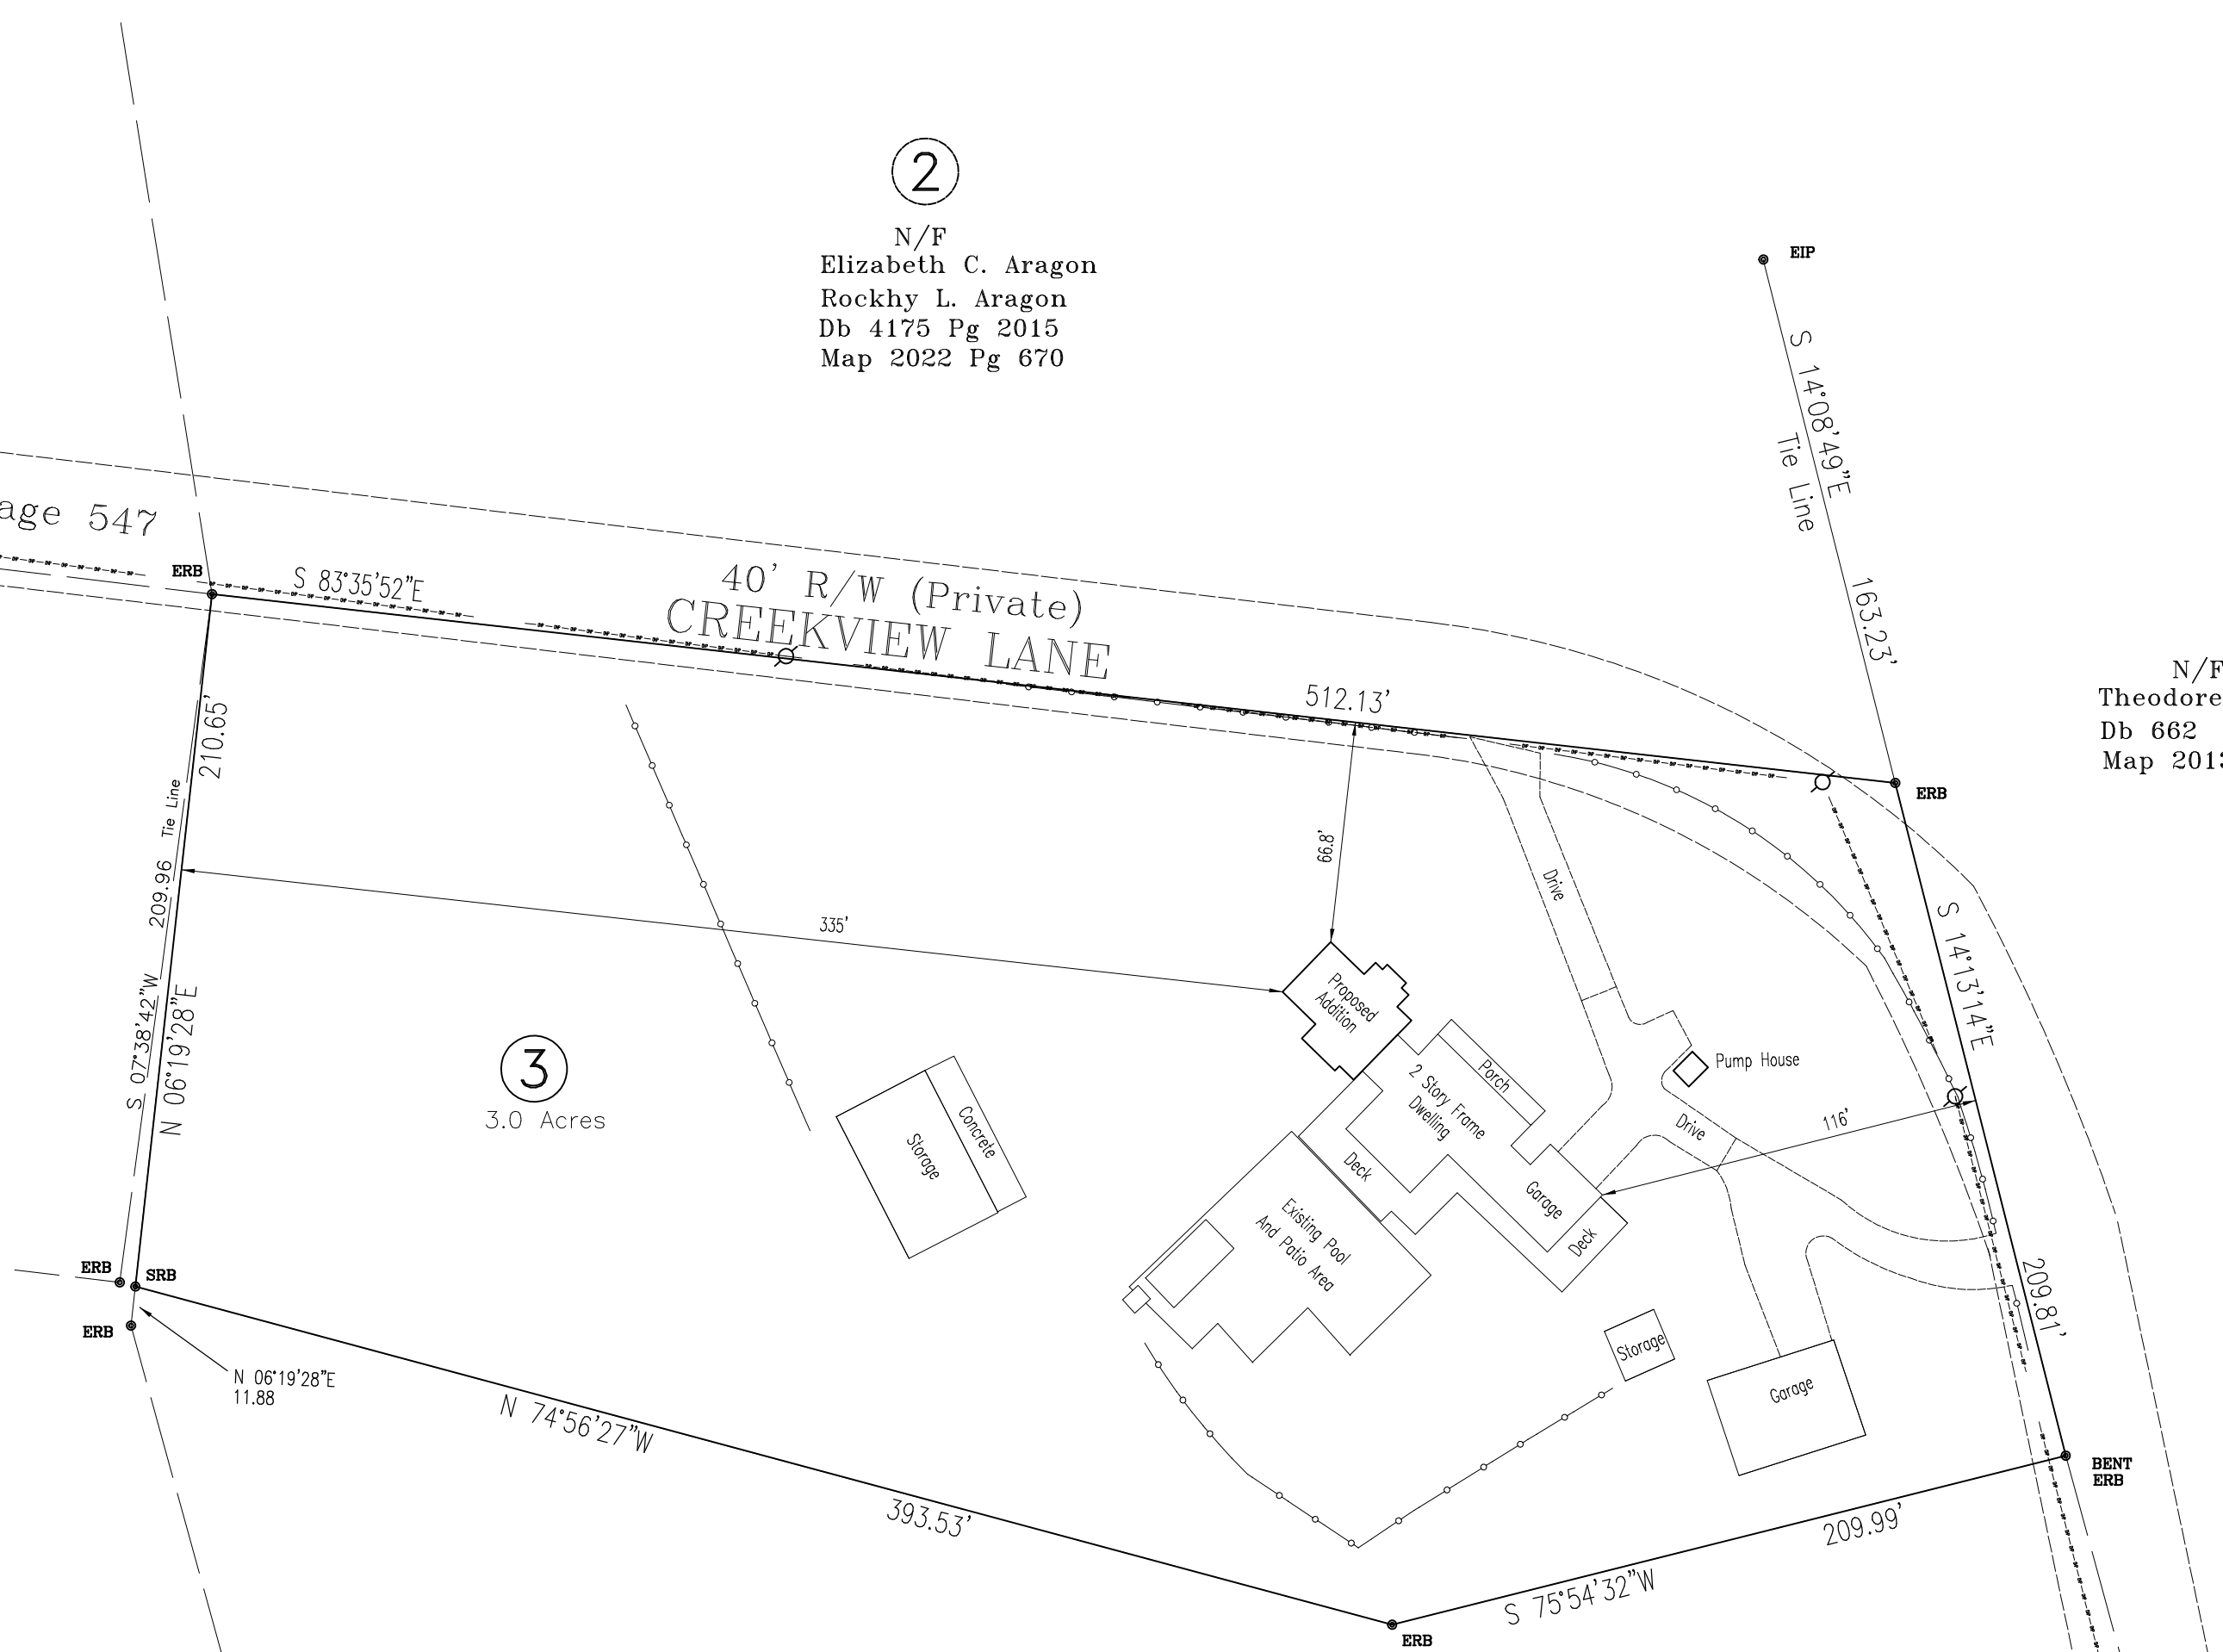 2
N/F
Elizabeth C. Aragon
Rockhy L. Aragon
Db 4175 Pg 2015
Map 2022 Pg 670
EIP
S 14°08'49"E
Tie Line
163.23'
N/F
Theodore
Db 662
Map 2013
age 547
ERB
S 83°35'52"E
40' R/W (Private)
CREEKVIEW LANE
512.13'
ERB
210.65'
S 07°38'42"W 209.96 Tie Line
N 06°19'28"E
66.8'
335'
Drive
Proposed
Addition
S 14°13'14"E
209.81'
3
3.0 Acres
Storage
Concrete
2 Story Frame
Dwelling
Porch
Pump House
Drive
116'
Deck
Garage
Deck
Existing Pool
And Patio Area
ERB
SRB
ERB
N 06°19'28"E
11.88
Storage
Garage
N 74°56'27"W
393.53'
BENT
ERB
209.99'
S 75°54'32"W
ERB